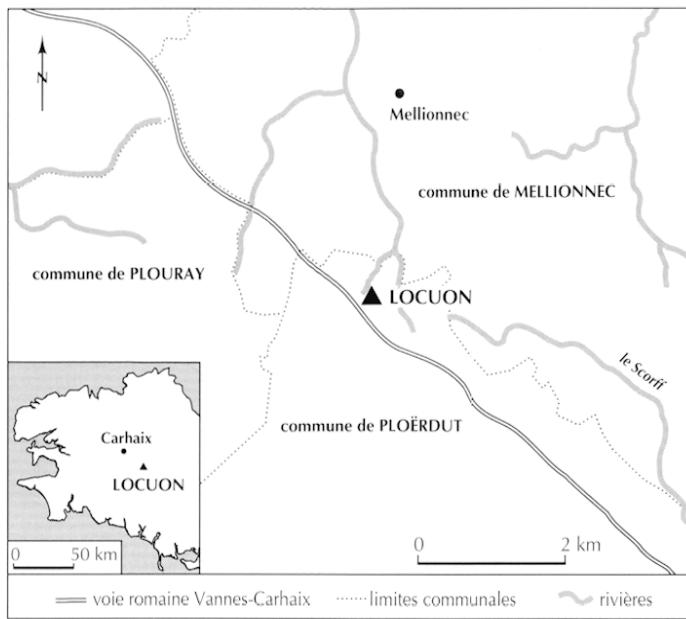 N
Mellionnec
commune de MELLIONNEC
commune de PLOURAY
LOCUON
le Scorff
commune de PLOËRDUT
Carhaix
LOCUON
0 50 km
0 2 km
voie romaine Vannes-Carhaix limites communales rivières